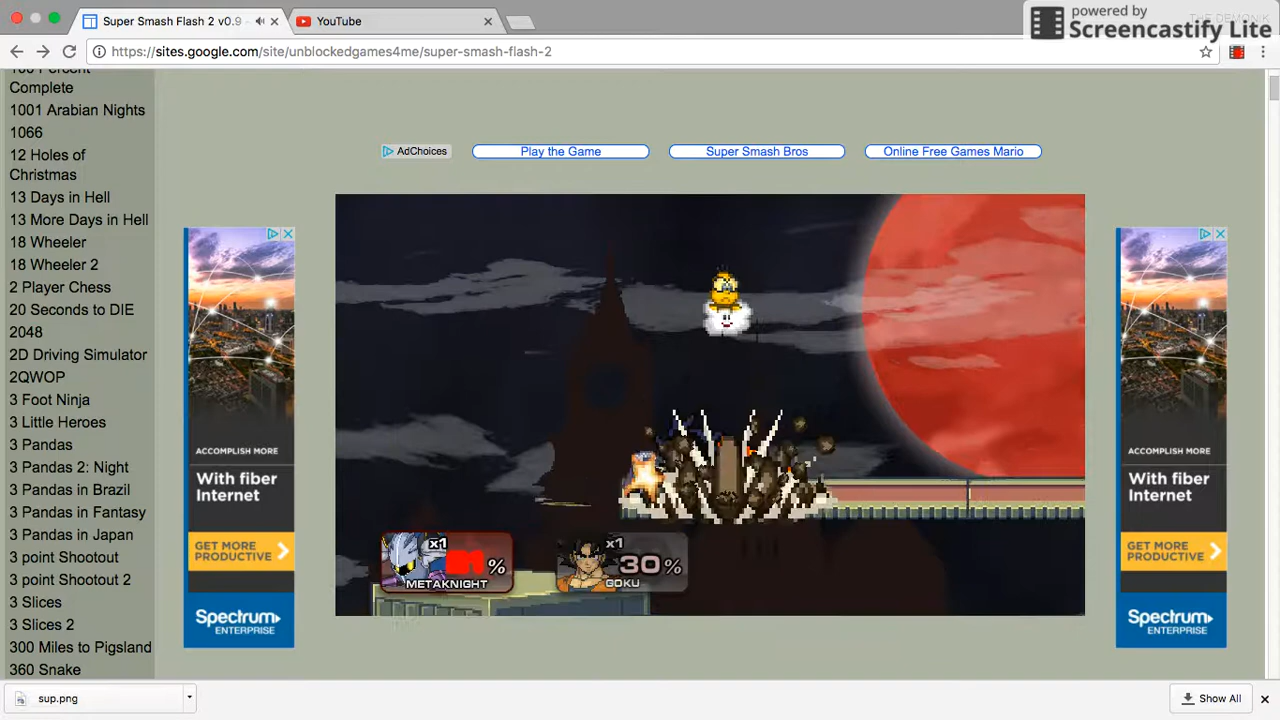 Super Smash Flash 2 v0.9
YouTube
powered by
Screencastify Lite
https://sites.google.com/site/unblockedgames4me/super-smash-flash-2
Complete
1001 Arabian Nights
1066
12 Holes of
Christmas
13 Days in Hell
13 More Days in Hell
18 Wheeler
18 Wheeler 2
2 Player Chess
20 Seconds to DIE
2048
2D Driving Simulator
2QWOP
3 Foot Ninja
3 Little Heroes
3 Pandas
3 Pandas 2: Night
3 Pandas in Brazil
3 Pandas in Fantasy
3 Pandas in Japan
3 point Shootout
3 point Shootout 2
3 Slices
3 Slices 2
300 Miles to Pigsland
360 Snake
AdChoices
Play the Game
Super Smash Bros
Online Free Games Mario
ACCOMPLISH MORE
With fiber
Internet
GET MORE
PRODUCTIVE
Spectrum
ENTERPRISE
x1
%
METAKNIGHT
x1
30%
GOKU
ACCOMPLISH MORE
With fiber
Internet
GET MORE
PRODUCTIVE
Spectrum
ENTERPRISE
sup.png
Show All